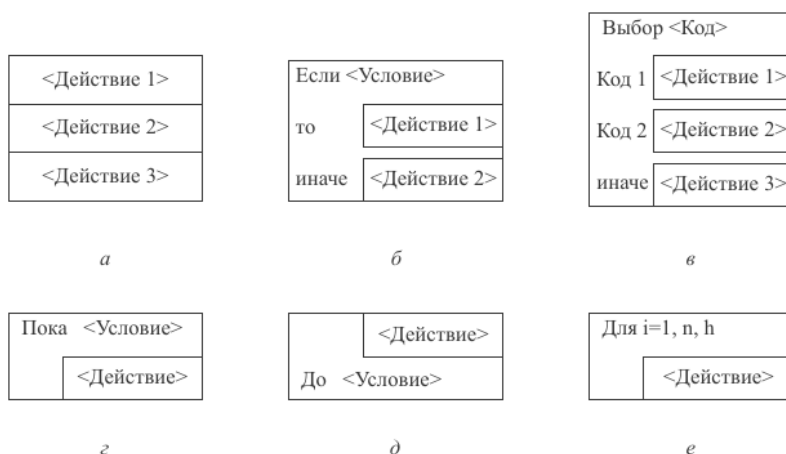 <Действие 1>
<Действие 2>
<Действие 3>
а
Если <Условие>
то <Действие 1>
иначе <Действие 2>
б
Выбор <Код>
Код 1 <Действие 1>
Код 2 <Действие 2>
иначе <Действие 3>
в
Пока <Условие>
<Действие>
г
<Действие>
До <Условие>
д
Для i=1, n, h
<Действие>
е